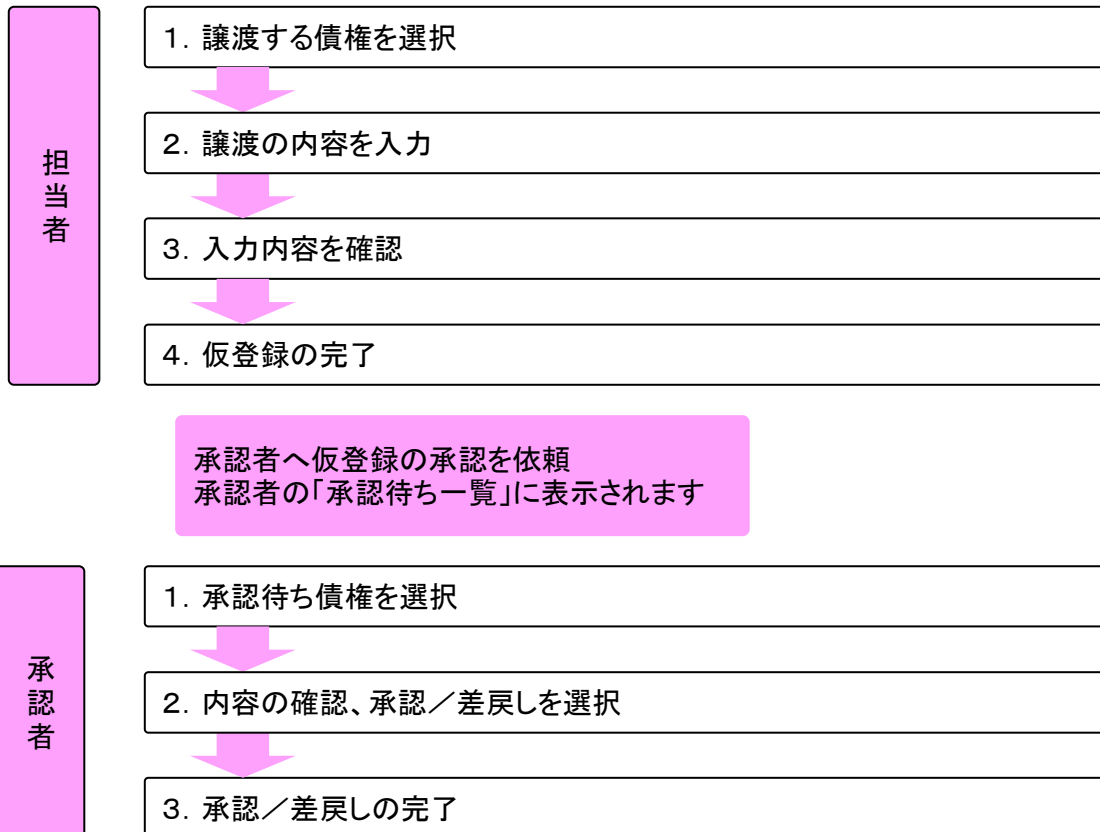 担当者
１．譲渡する債権を選択
２．譲渡の内容を入力
３．入力内容を確認
４．仮登録の完了
承認者へ仮登録の承認を依頼
承認者の「承認待ち一覧」に表示されます
承認者
１．承認待ち債権を選択
２．内容の確認、承認／差戻しを選択
３．承認／差戻しの完了